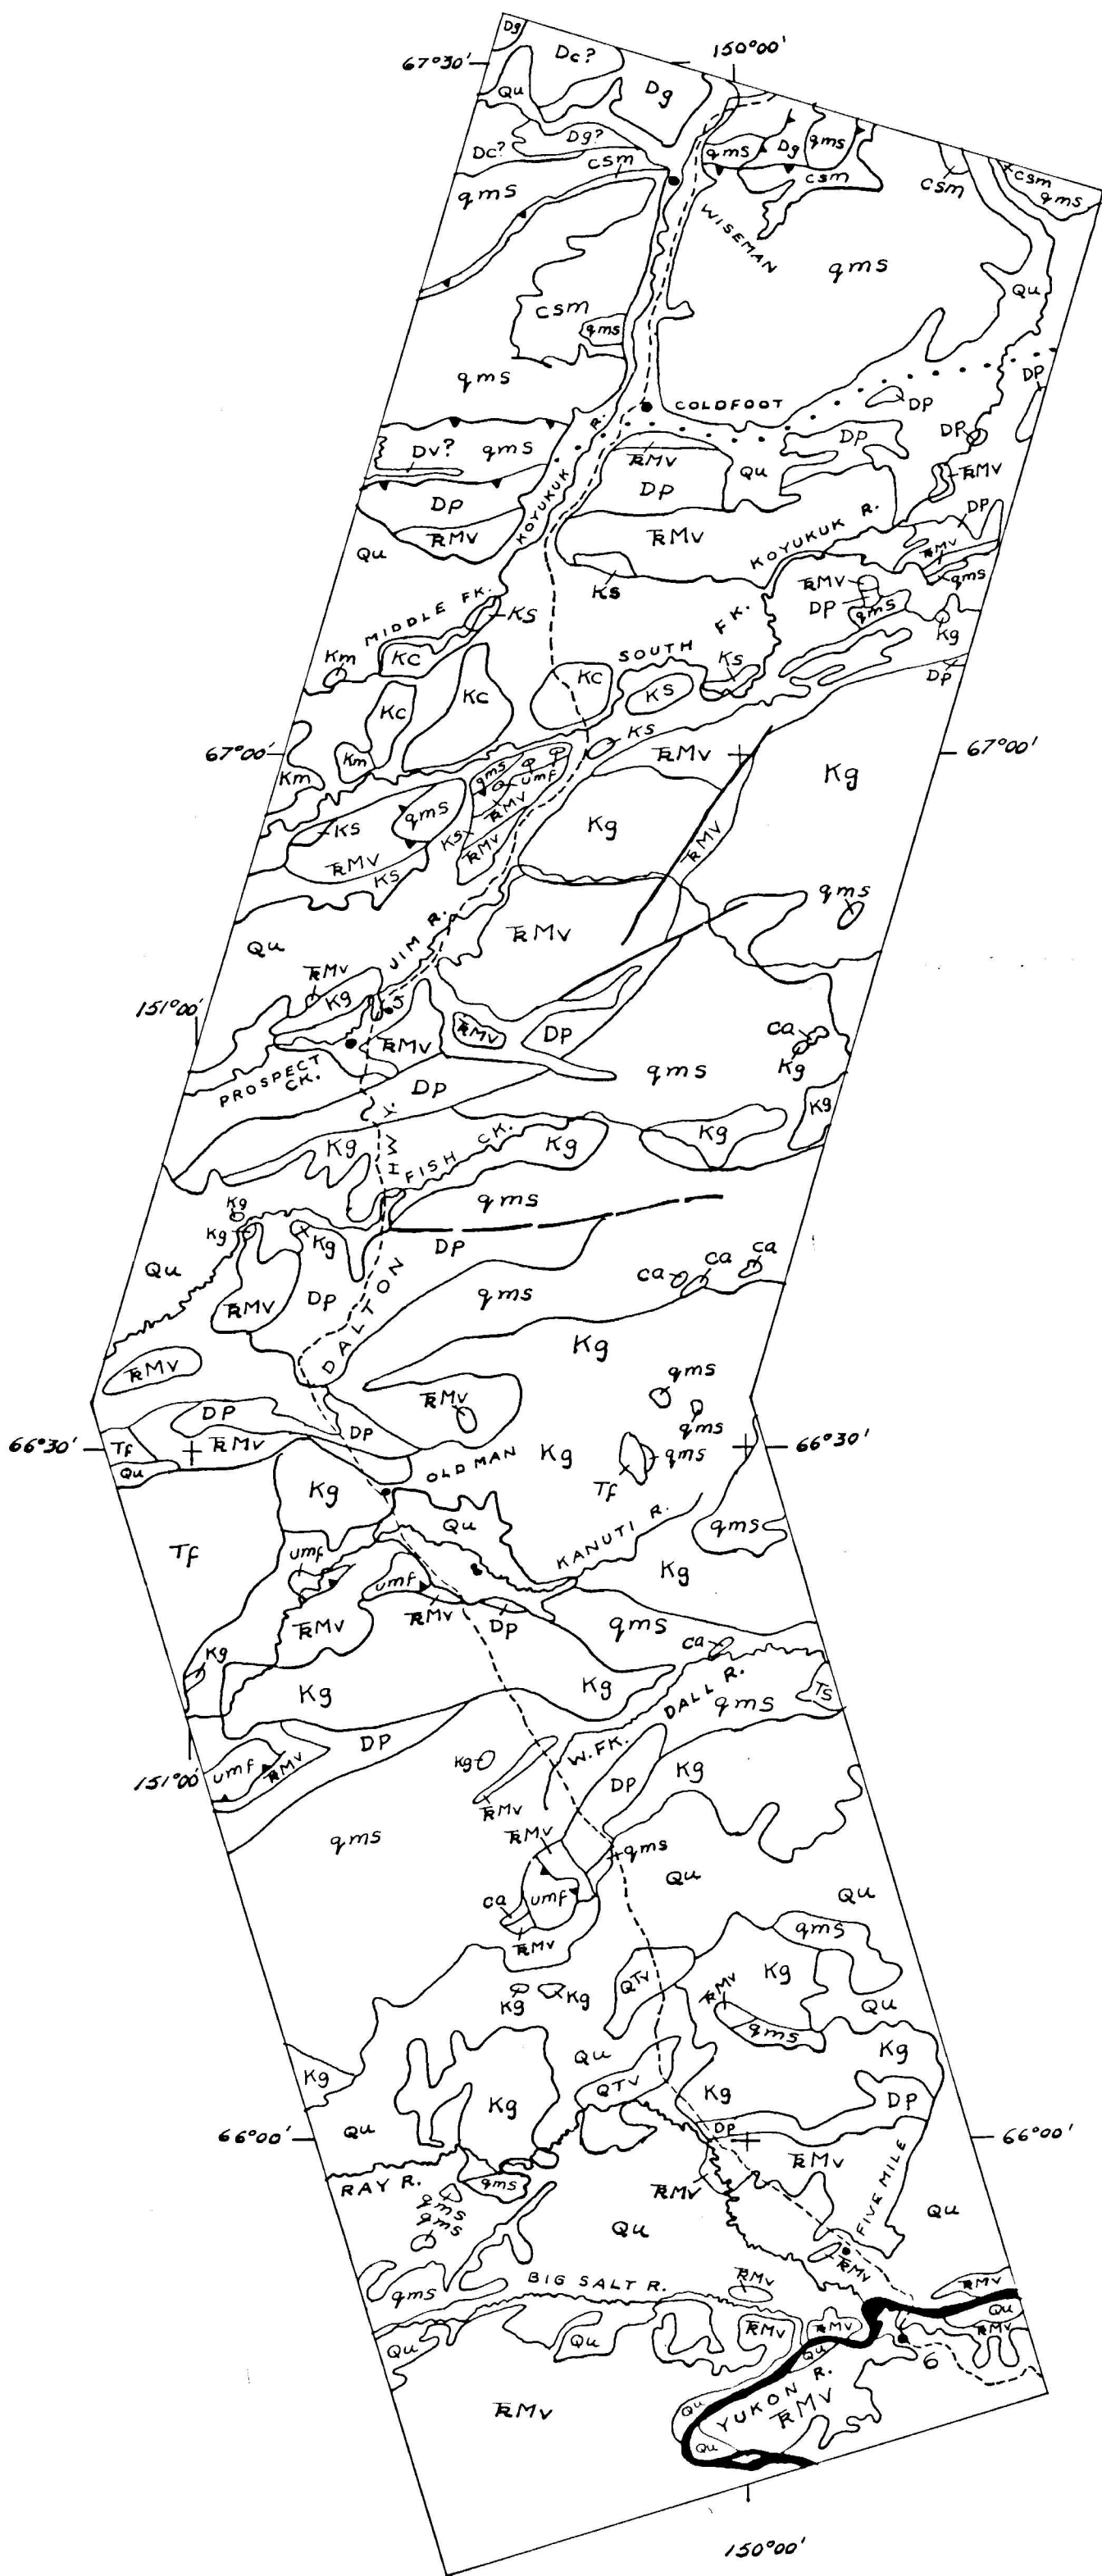 Dg
Dc?
150°00'
67°30'
Qu
Dg
Dg?
Dc?
csm
qms
Dg
qms
csm
csm
csm
qms
qms
WISEMAN
qms
Qu
csm
qms
qms
DP
COLDFOOT
DP
DP
DP
Dv?
qms
R.
T̅RMv
Qu
T̅RMv
DP
DP
KOYUKUK
T̅RMv
T̅RMv
KOYUKUK R.
DP
T̅RMv
Qu
qms
T̅RMv
Ks
DP
qms
MIDDLE FK.
Ks
SOUTH FK.
Kg
Km
Kc
Kc
Ks
Ks
DP
Kc
Kc
Ks
67°00'
T̅RMv
67°00'
Km
Km
qms
umf
Kg
T̅RMv
Kg
Ks
qms
Ks
T̅RMv
T̅RMv
T̅RMv
Ks
qms
Qu
JIM R.
T̅RMv
T̅RMv
151°00'
Kg
5
T̅RMv
T̅RMv
DP
ca
Kg
PROSPECT
CK.
DP
qms
Kg
Kg
HWY
FISH CK.
Kg
Kg
qms
Kg
Kg
Kg
DP
Qu
ca
ca
ca
T̅RMv
DP
DALTON
qms
Kg
T̅RMv
T̅RMv
qms
qms
DP
DP
66°30'
Tf
T̅RMv
OLD MAN
Kg
qms
66°30'
Qu
Tf
Kg
Qu
KANUTI R.
qms
Tf
umf
umf
Kg
T̅RMv
T̅RMv
DP
qms
Kg
ca
Kg
Kg
DALL R.
qms
Ts
DP
W. FK.
151°00'
umf
T̅RMv
Kg
DP
Kg
T̅RMv
qms
T̅RMv
qms
Qu
Qu
ca
umf
T̅RMv
qms
QTv
T̅RMv
Kg
Kg
Kg
Qu
qms
Qu
Kg
Kg
QTv
Kg
DP
Kg
66°00'
Qu
DP
66°00'
T̅RMv
RAY R.
qms
T̅RMv
FIVE MILE
qms
qms
Qu
Qu
T̅RMv
qms
BIG SALT R.
T̅RMv
T̅RMv
Qu
Qu
Qu
T̅RMv
T̅RMv
T̅RMv
Qu
6
T̅RMv
Qu
YUKON R.
T̅RMv
Qu
150°00'